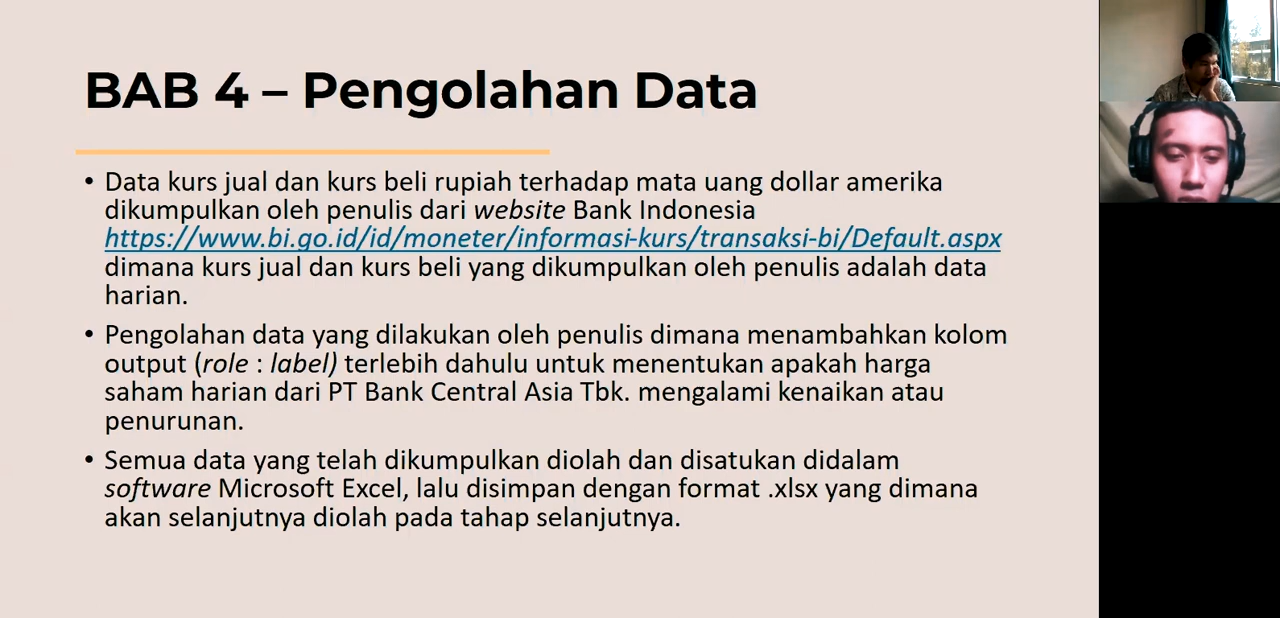 BAB 4 – Pengolahan Data
• Data kurs jual dan kurs beli rupiah terhadap mata uang dollar amerika
dikumpulkan oleh penulis dari website Bank Indonesia
https://www.bi.go.id/id/moneter/informasi-kurs/transaksi-bi/Default.aspx
dimana kurs jual dan kurs beli yang dikumpulkan oleh penulis adalah data
harian.
• Pengolahan data yang dilakukan oleh penulis dimana menambahkan kolom
output (role : label) terlebih dahulu untuk menentukan apakah harga
saham harian dari PT Bank Central Asia Tbk. mengalami kenaikan atau
penurunan.
• Semua data yang telah dikumpulkan diolah dan disatukan didalam
software Microsoft Excel, lalu disimpan dengan format .xlsx yang dimana
akan selanjutnya diolah pada tahap selanjutnya.